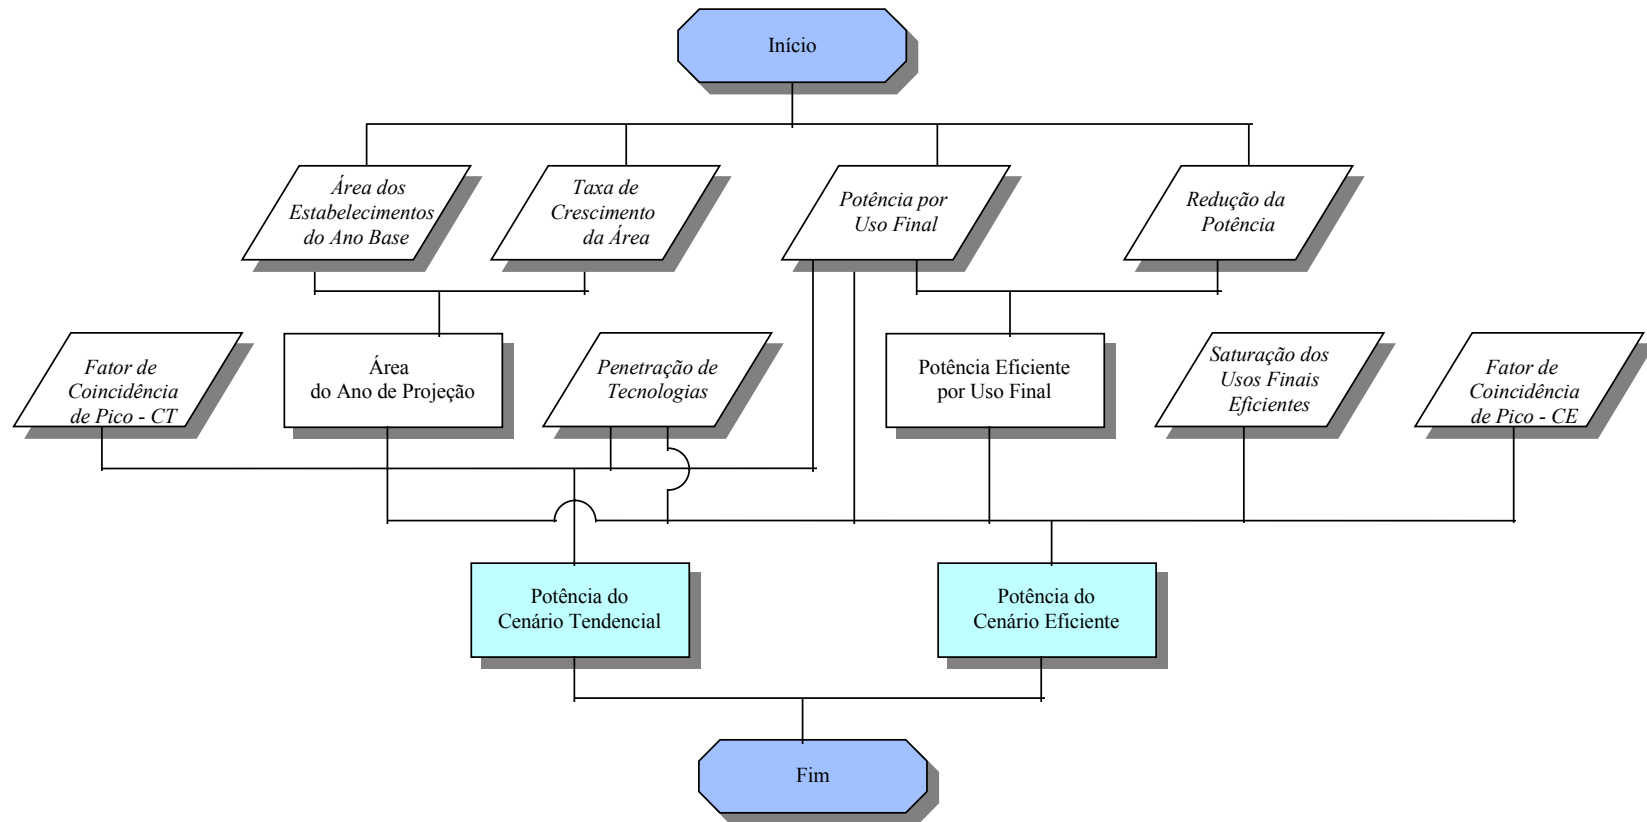 Início
Área dos
Estabelecimentos
do Ano Base
Taxa de
Crescimento
da Área
Potência por
Uso Final
Redução da
Potência
Fator de
Coincidência
de Pico - CT
Área
do Ano de Projeção
Penetração de
Tecnologias
Potência Eficiente
por Uso Final
Saturação dos
Usos Finais
Eficientes
Fator de
Coincidência
de Pico - CE
Potência do
Cenário Tendencial
Potência do
Cenário Eficiente
Fim